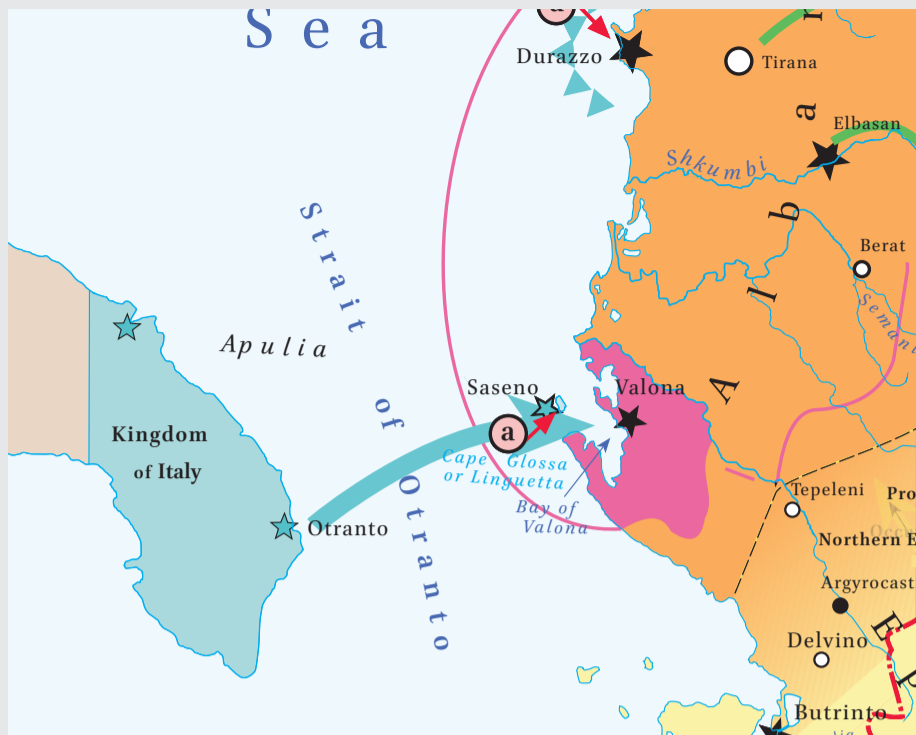 Sea
a
Durazzo
Tirana
Elbasan
Shkumbi
Berat
Strait of Otranto
Apulia
Saseno
Valona
a
Kingdom
of Italy
Cape Glossa
or Linguetta
Bay of
Valona
Otranto
Tepeleni
Northern
Delvino
Butrinto